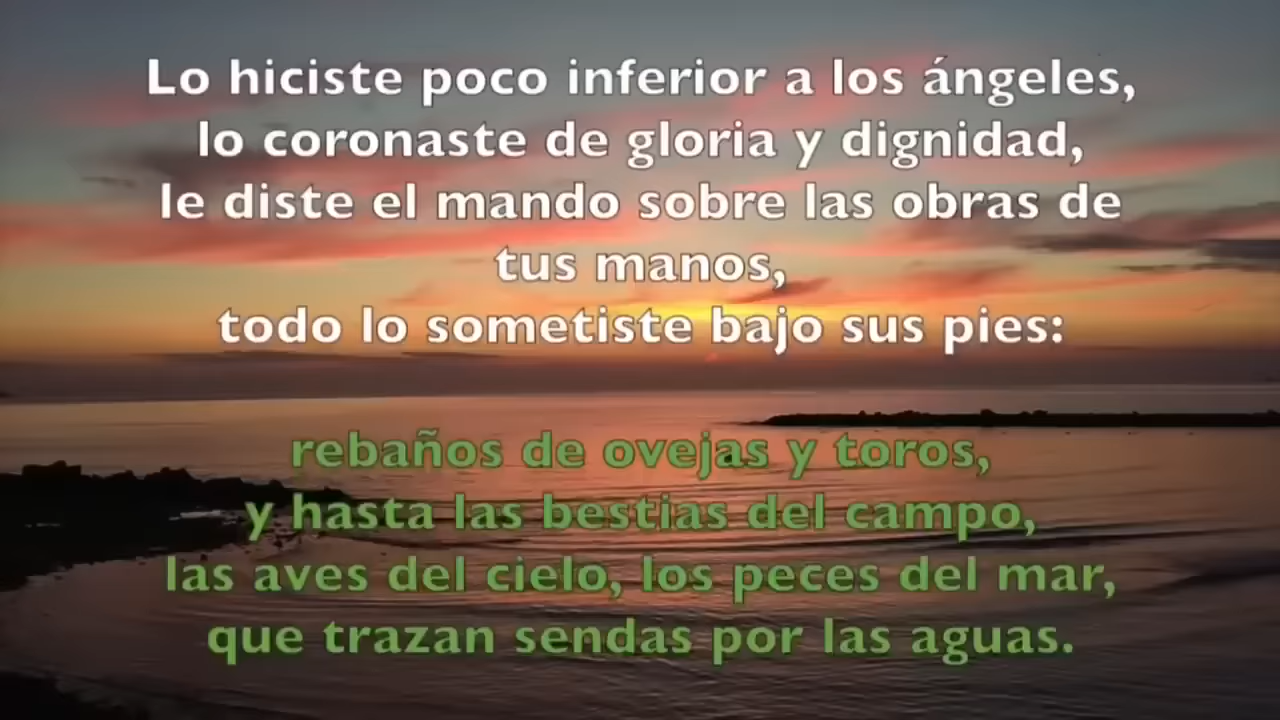 Lo hiciste poco inferior a los ángeles,
lo coronaste de gloria y dignidad,
le diste el mando sobre las obras de
tus manos,
todo lo sometiste bajo sus pies:
rebaños de ovejas y toros,
y hasta las bestias del campo,
las aves del cielo, los peces del mar,
que trazan sendas por las aguas.